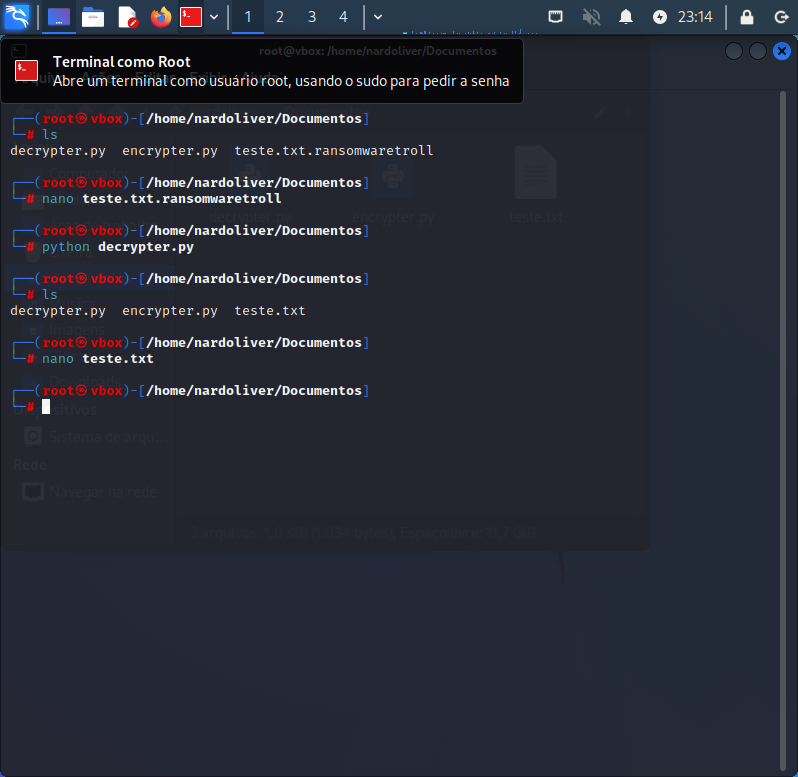 1 2 3 4 23:14
root@vbox: /home/nardoliver/Documentos
Terminal como Root
Abre um terminal como usuário root, usando o sudo para pedir a senha
┌──(root㉿vbox)-[/home/nardoliver/Documentos]
└─# ls
decrypter.py encrypter.py teste.txt.ransomwaretroll
┌──(root㉿vbox)-[/home/nardoliver/Documentos]
└─# nano teste.txt.ransomwaretroll
decrypter.py encrypter.py teste.txt
┌──(root㉿vbox)-[/home/nardoliver/Documentos]
└─# python decrypter.py
┌──(root㉿vbox)-[/home/nardoliver/Documentos]
└─# ls
decrypter.py encrypter.py teste.txt
Imagens
┌──(root㉿vbox)-[/home/nardoliver/Documentos]
└─# nano teste.txt
┌──(root㉿vbox)-[/home/nardoliver/Documentos]
└─#
Dispositivos
Sistema de arqu...
Rede
Navegar na rede